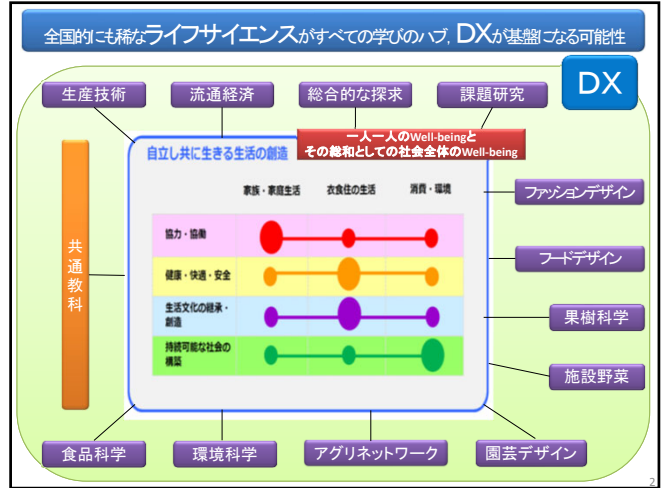 全国的にも稀なライフサイエンスがすべての学びのハブ, DXが基盤になる可能性
DX
生産技術
流通経済
総合的な探求
課題研究
一人一人のWell-beingと
その総和としての社会全体のWell-being
自立し共に生きる生活の創造
家族・家庭生活
衣食住の生活
消費・環境
協力・協働
健康・快適・安全
生活文化の継承・
創造
持続可能な社会の
構築
共通教科
ファッションデザイン
フードデザイン
果樹科学
施設野菜
食品科学
環境科学
アグリネットワーク
園芸デザイン
2